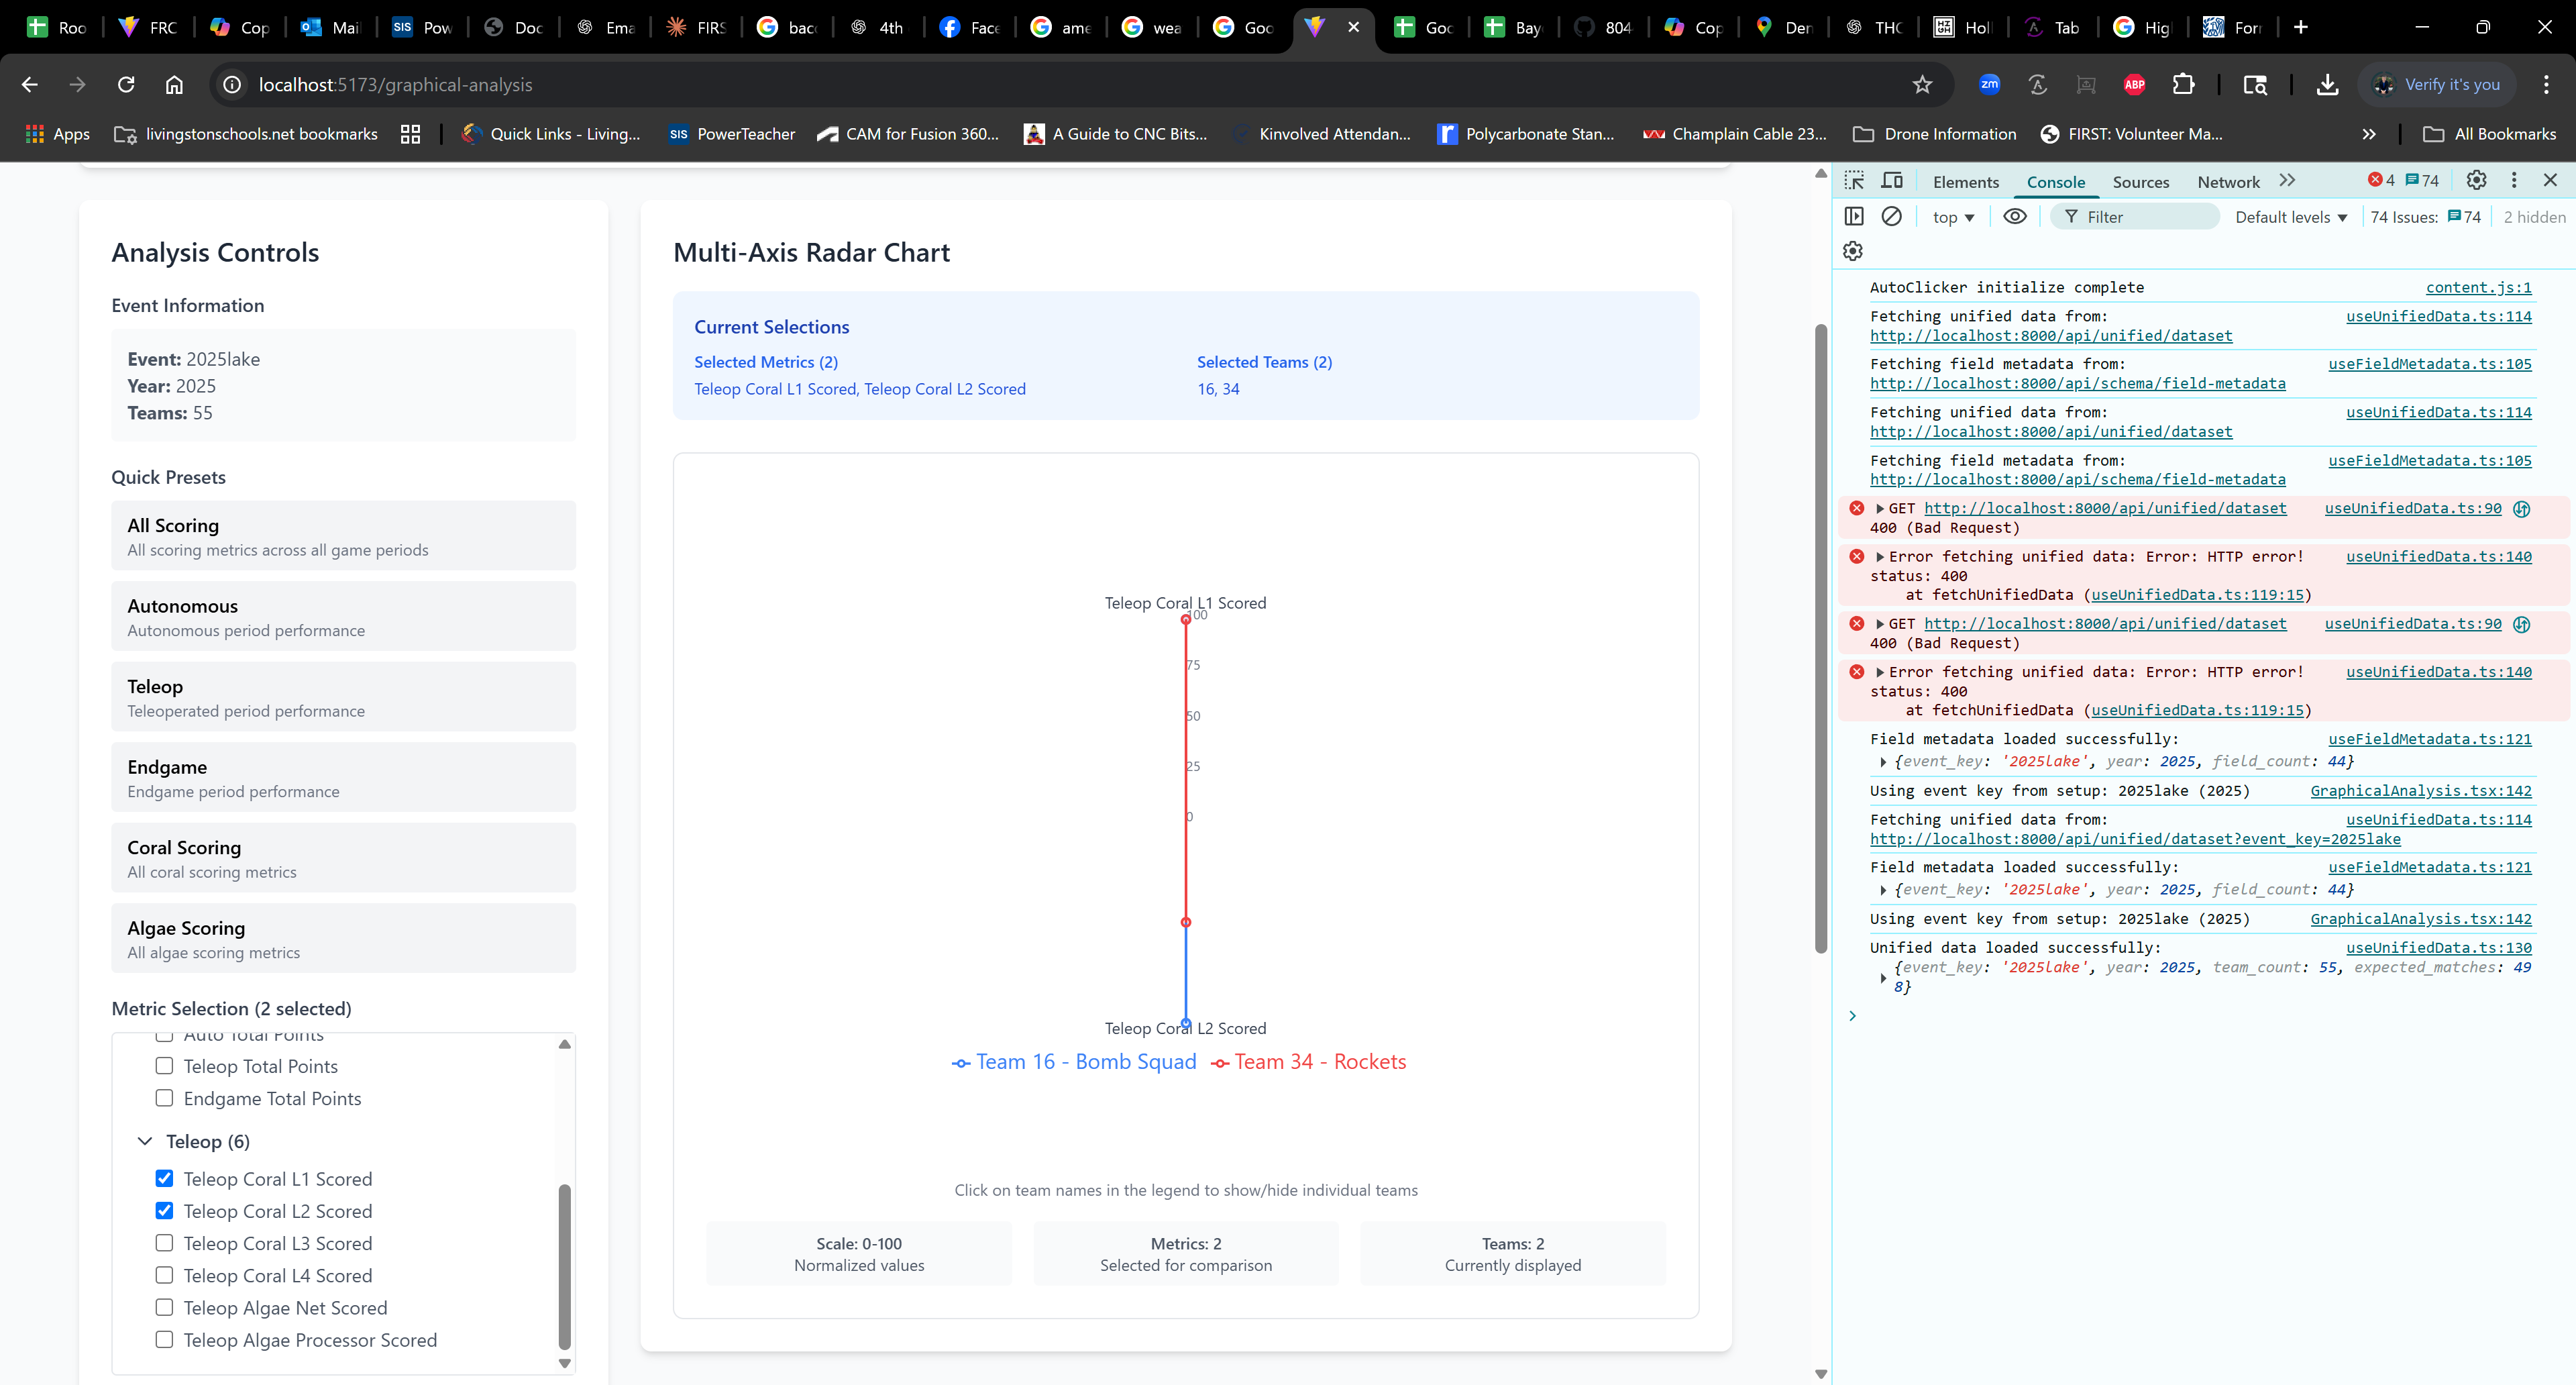 Roo
FRC
Cop
Mail
SIS Pow
Doc
Ema
FIRS
bacc
4th
Face
ame
wea
Goo
Goo
Bay
804
Cop
Den
THC
Holl
Tab
Higl
Forr
localhost:5173/graphical-analysis
zm
ABP
Verify it's you
Apps
livingstonschools.net bookmarks
Quick Links - Living...
SIS PowerTeacher
CAM for Fusion 360...
A Guide to CNC Bits...
Kinvolved Attendan...
Polycarbonate Stan...
Champlain Cable 23...
Drone Information
FIRST: Volunteer Ma...
All Bookmarks
Analysis Controls
Event Information
Event: 2025lake
Year: 2025
Teams: 55
Quick Presets
All Scoring
All scoring metrics across all game periods
Autonomous
Autonomous period performance
Teleop
Teleoperated period performance
Endgame
Endgame period performance
Coral Scoring
All coral scoring metrics
Algae Scoring
All algae scoring metrics
Metric Selection (2 selected)
Auto Total Points
Teleop Total Points
Endgame Total Points
Teleop (6)
Teleop Coral L1 Scored
Teleop Coral L2 Scored
Teleop Coral L3 Scored
Teleop Coral L4 Scored
Teleop Algae Net Scored
Teleop Algae Processor Scored
Multi-Axis Radar Chart
Current Selections
Selected Metrics (2)
Teleop Coral L1 Scored, Teleop Coral L2 Scored
Selected Teams (2)
16, 34
Teleop Coral L1 Scored
100
75
50
25
0
Teleop Coral L2 Scored
Team 16 - Bomb Squad Team 34 - Rockets
Click on team names in the legend to show/hide individual teams
Scale: 0-100
Normalized values
Metrics: 2
Selected for comparison
Teams: 2
Currently displayed
Elements Console Sources Network 4 74
top Filter Default levels 74 Issues: 74 2 hidden
AutoClicker initialize complete content.js:1
Fetching unified data from: useUnifiedData.ts:114
http://localhost:8000/api/unified/dataset
Fetching field metadata from: useFieldMetadata.ts:105
http://localhost:8000/api/schema/field-metadata
Fetching unified data from: useUnifiedData.ts:114
http://localhost:8000/api/unified/dataset
Fetching field metadata from: useFieldMetadata.ts:105
http://localhost:8000/api/schema/field-metadata
GET http://localhost:8000/api/unified/dataset useUnifiedData.ts:90
400 (Bad Request)
Error fetching unified data: Error: HTTP error! useUnifiedData.ts:140
status: 400
at fetchUnifiedData (useUnifiedData.ts:119:15)
GET http://localhost:8000/api/unified/dataset useUnifiedData.ts:90
400 (Bad Request)
Error fetching unified data: Error: HTTP error! useUnifiedData.ts:140
status: 400
at fetchUnifiedData (useUnifiedData.ts:119:15)
Field metadata loaded successfully: useFieldMetadata.ts:121
{event_key: '2025lake', year: 2025, field_count: 44}
Using event key from setup: 2025lake (2025) GraphicalAnalysis.tsx:142
Fetching unified data from: useUnifiedData.ts:114
http://localhost:8000/api/unified/dataset?event_key=2025lake
Field metadata loaded successfully: useFieldMetadata.ts:121
{event_key: '2025lake', year: 2025, field_count: 44}
Using event key from setup: 2025lake (2025) GraphicalAnalysis.tsx:142
Unified data loaded successfully: useUnifiedData.ts:130
{event_key: '2025lake', year: 2025, team_count: 55, expected_matches: 49
8}